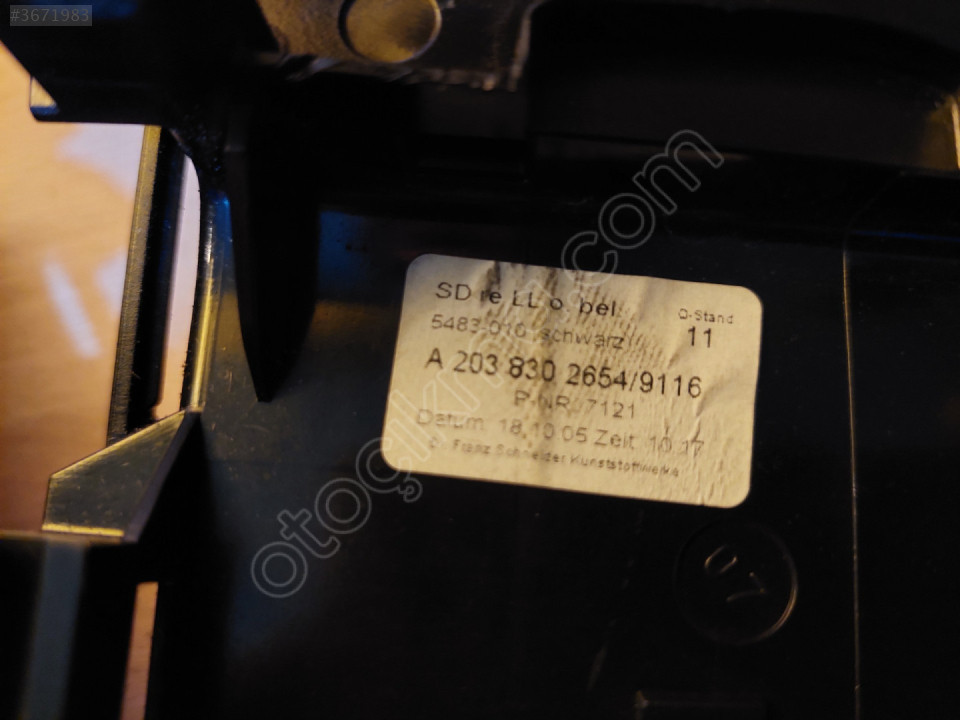 #3671983
otoçıkma.com
SD re LL o. bel.
Q-Stand
5483-010 schwarz
11
A 203 830 2654/9116
P-NR. 7121
Datum: 18.10.05 Zeit: 10:17
© Franz Schneider Kunststoffwerke
07